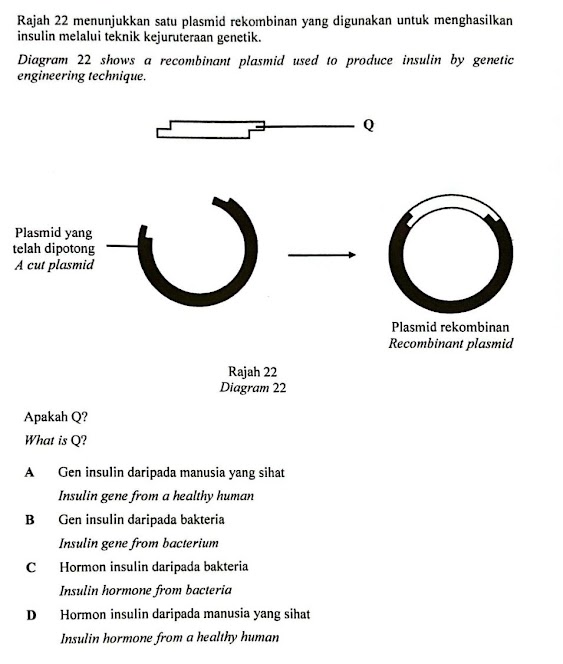 Rajah 22 menunjukkan satu plasmid rekombinan yang digunakan untuk menghasilkan
insulin melalui teknik kejuruteraan genetik.
Diagram 22 shows a recombinant plasmid used to produce insulin by genetic
engineering technique.
Q
Plasmid yang
telah dipotong
A cut plasmid
Plasmid rekombinan
Recombinant plasmid
Rajah 22
Diagram 22
Apakah Q?
What is Q?
A Gen insulin daripada manusia yang sihat
Insulin gene from a healthy human
B Gen insulin daripada bakteria
Insulin gene from bacterium
C Hormon insulin daripada bakteria
Insulin hormone from bacteria
D Hormon insulin daripada manusia yang sihat
Insulin hormone from a healthy human